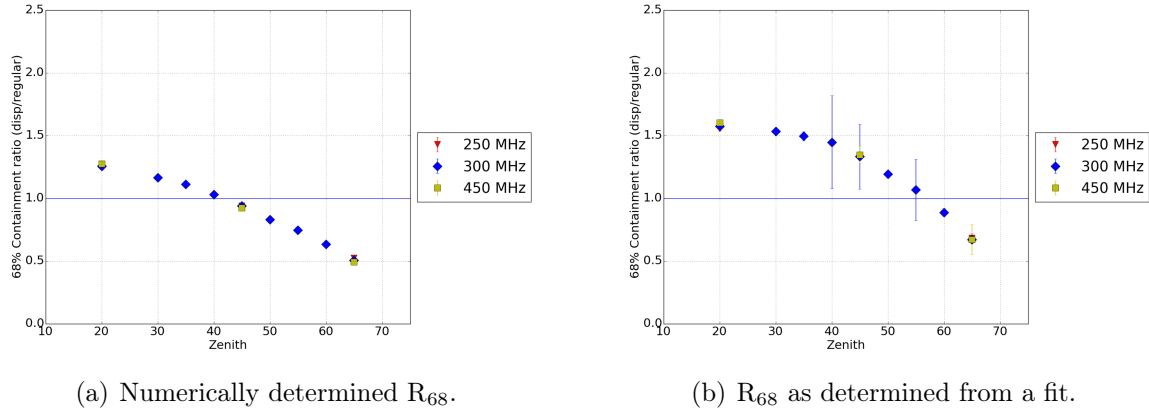 2.5
2.0
1.5
1.0
0.5
0.0
68% Containment ratio (disp/regular)
10 20 30 40 50 60 70
Zenith
250 MHz
300 MHz
450 MHz
(a) Numerically determined R₆₈.
2.5
2.0
1.5
1.0
0.5
0.0
68% Containment ratio (disp/regular)
10 20 30 40 50 60 70
Zenith
250 MHz
300 MHz
450 MHz
(b) R₆₈ as determined from a fit.